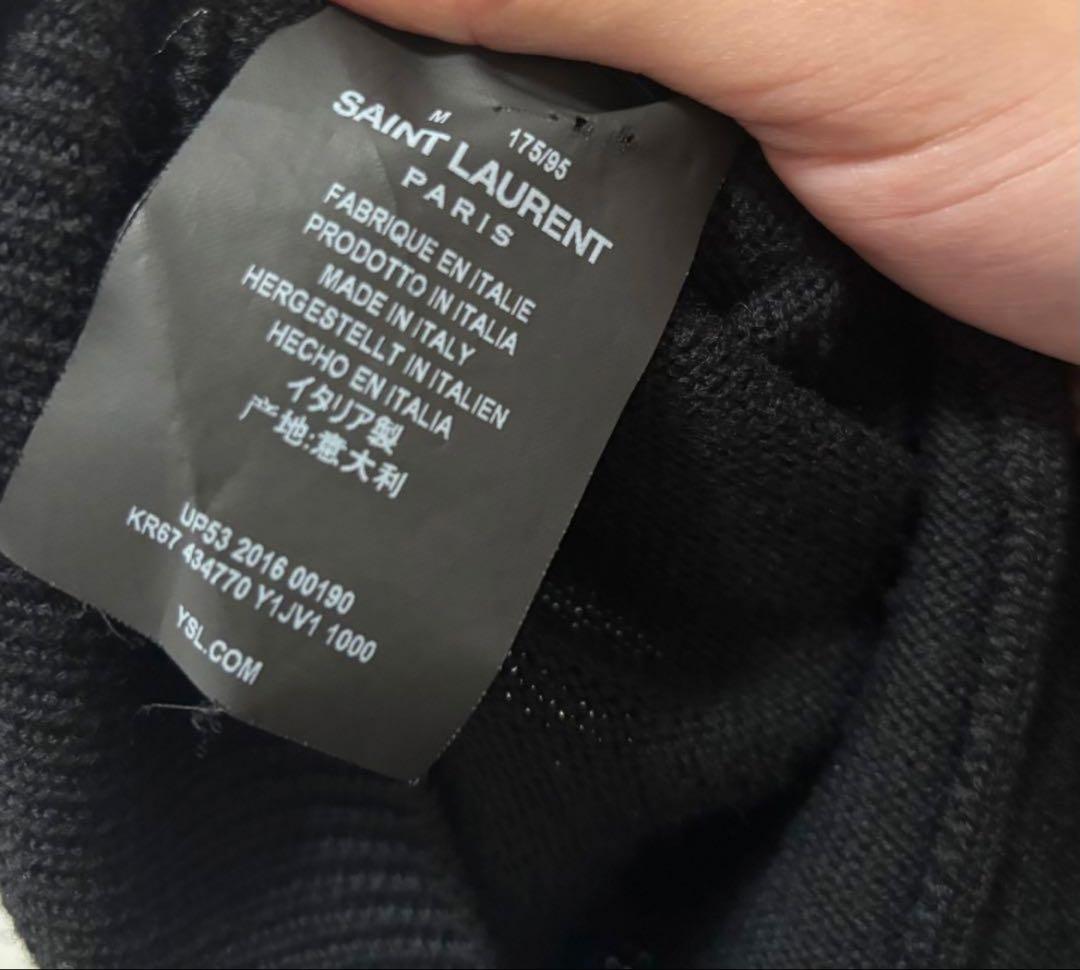 M 175/95
SAINT LAURENT
PARIS
FABRIQUE EN ITALIE
PRODOTTO IN ITALIA
MADE IN ITALY
HERGESTELLT IN ITALIEN
HECHO EN ITALIA
イタリア製
产地:意大利
UP53 2016 00190
KR67 434770 Y1JV1 1000
YSL.COM